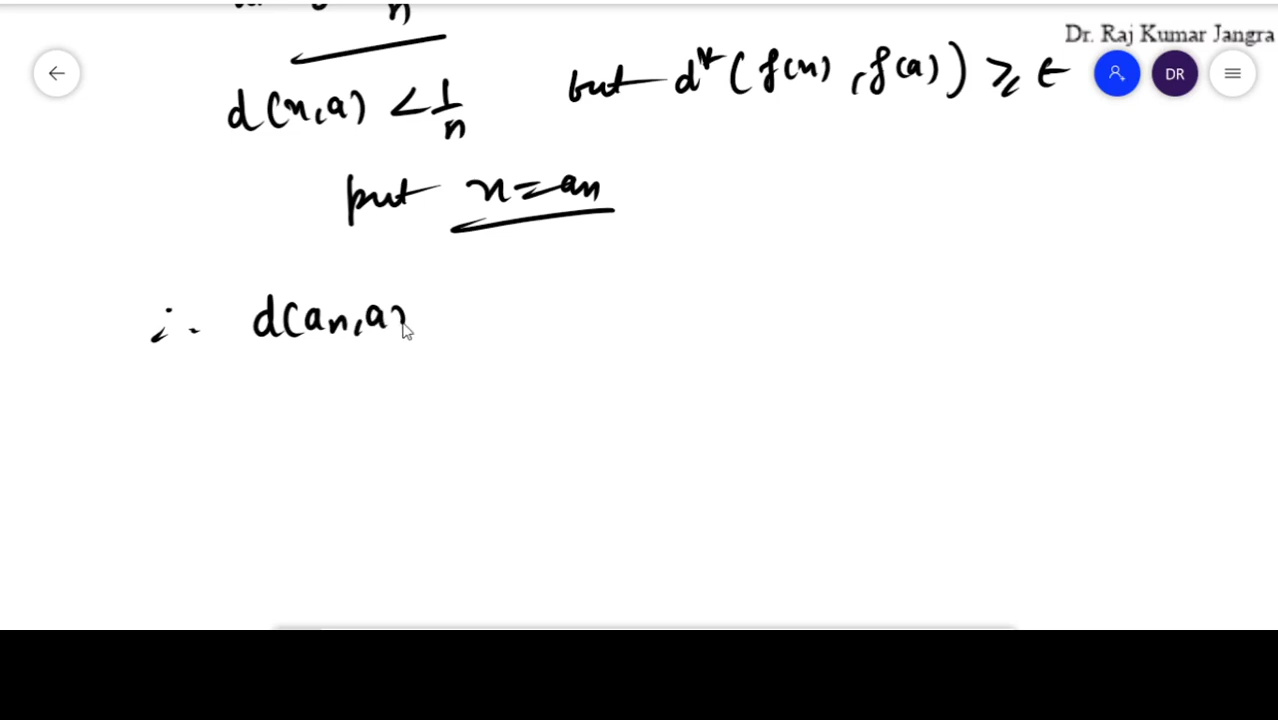 n
Dr. Raj Kumar Jangra
DR
d(x,a) < 1/n but d*(f(x), f(a)) ≥ ϵ
put x = an
∴ d(an, a)